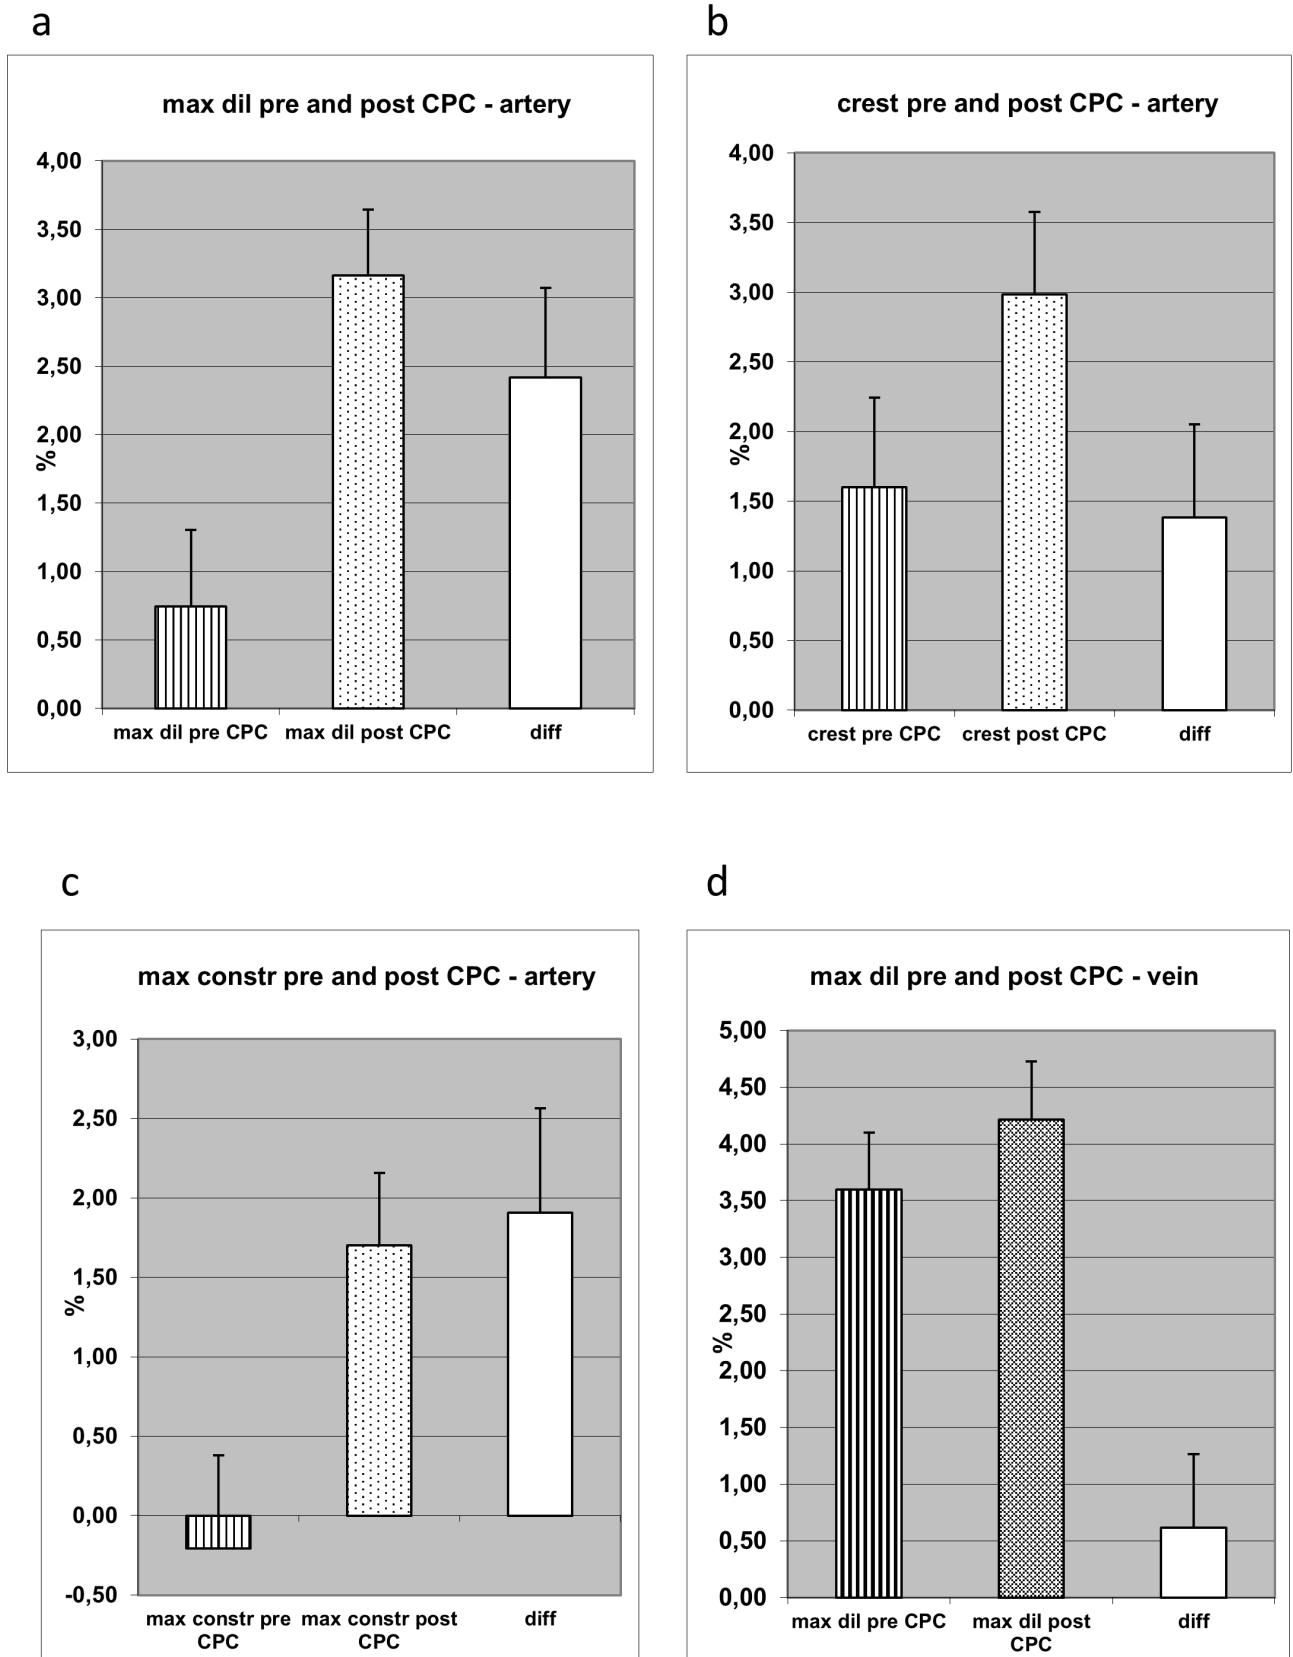 a
max dil pre and post CPC - artery
4,00
3,50
3,00
2,50
2,00
1,50
1,00
0,50
0,00
%
max dil pre CPC
max dil post CPC
diff
b
crest pre and post CPC - artery
4,00
3,50
3,00
2,50
2,00
1,50
1,00
0,50
0,00
%
crest pre CPC
crest post CPC
diff
c
max constr pre and post CPC - artery
3,00
2,50
2,00
1,50
1,00
0,50
0,00
-0,50
%
max constr pre
CPC
max constr post
CPC
diff
d
max dil pre and post CPC - vein
5,00
4,50
4,00
3,50
3,00
2,50
2,00
1,50
1,00
0,50
0,00
%
max dil pre CPC
max dil post
CPC
diff